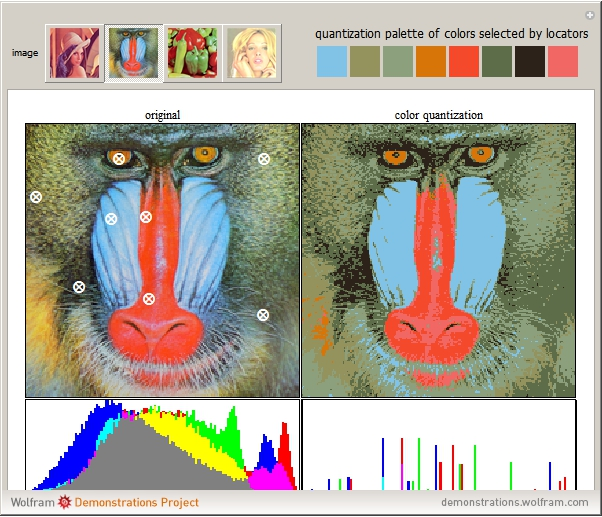 quantization palette of colors selected by locators
image
original
color quantization
Wolfram Demonstrations Project
demonstrations.wolfram.com